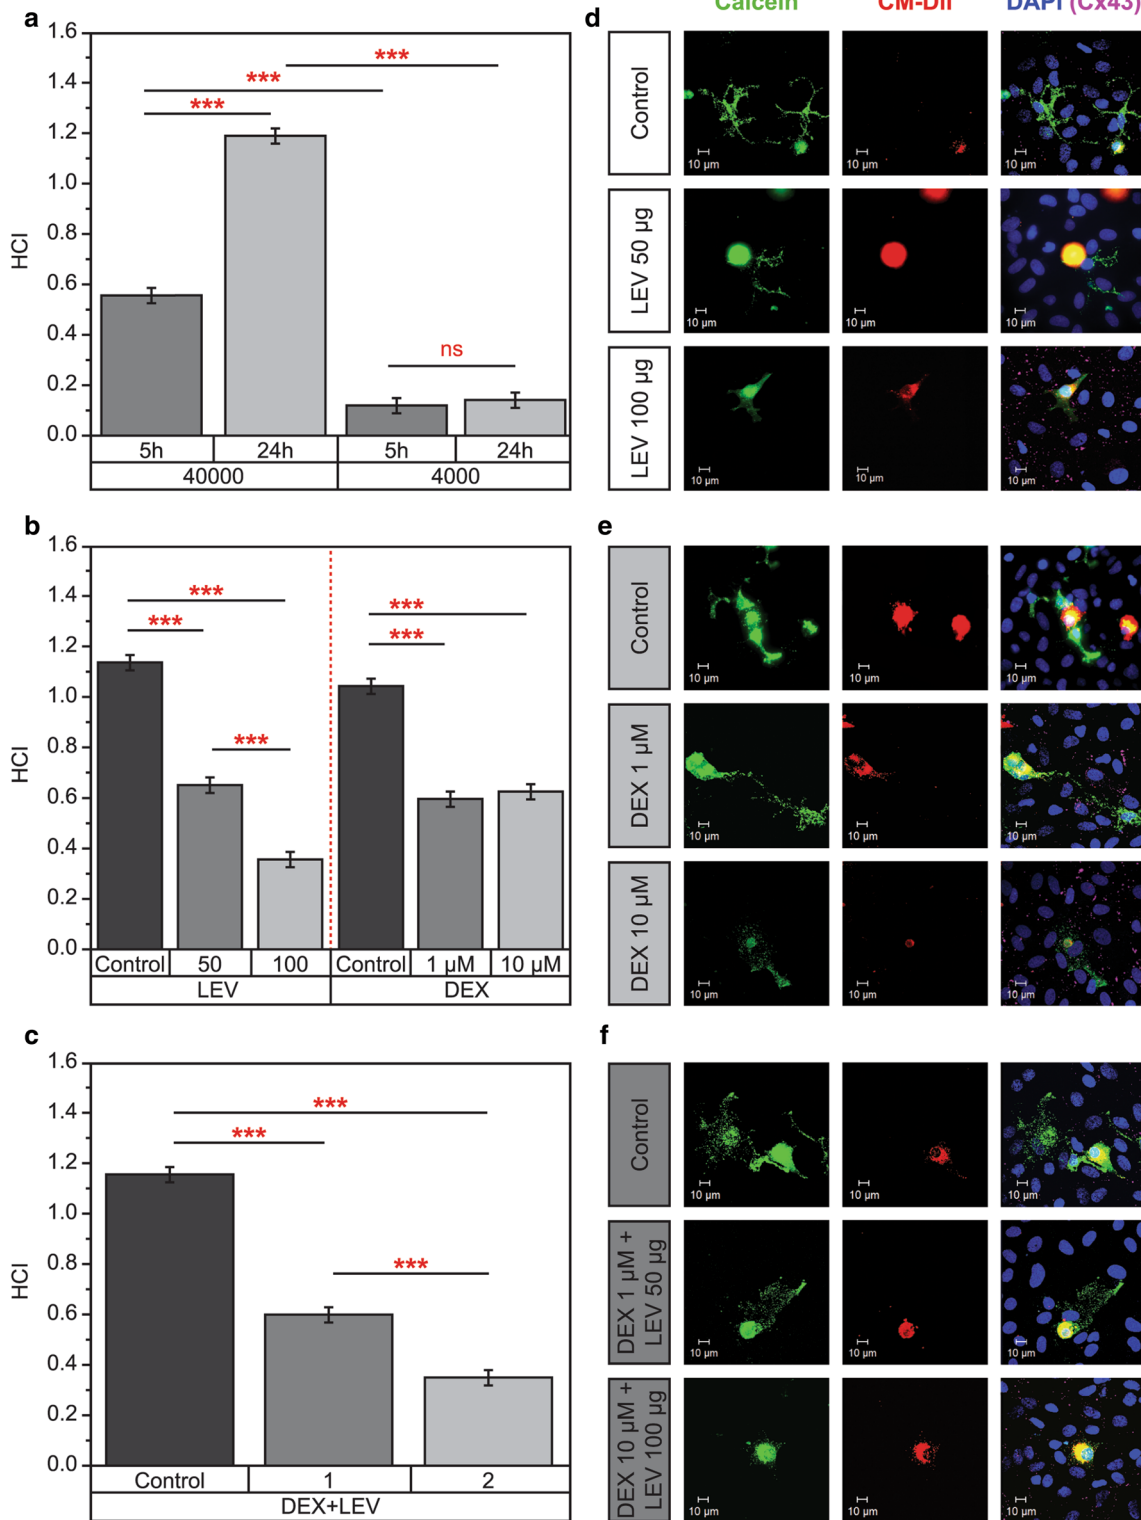 a
1.6
1.4
1.2
1.0
0.8
0.6
0.4
0.2
0.0
HCI
***
***
***
ns
5h 24h 5h 24h
40000 4000
b
1.6
1.4
1.2
1.0
0.8
0.6
0.4
0.2
0.0
HCI
***
***
***
***
***
Control 50 100 Control 1 µM 10 µM
LEV DEX
c
1.6
1.4
1.2
1.0
0.8
0.6
0.4
0.2
0.0
HCI
***
***
***
Control 1 2
DEX+LEV
d
Calcein CM-DiI DAPI (Cx43)
Control
10 µm 10 µm 10 µm
LEV 50 µg
10 µm 10 µm 10 µm
LEV 100 µg
10 µm 10 µm 10 µm
e
Control
10 µm 10 µm 10 µm
DEX 1 µM
10 µm 10 µm 10 µm
DEX 10 µM
10 µm 10 µm 10 µm
f
Control
10 µm 10 µm 10 µm
DEX 1 µM +
LEV 50 µg
10 µm 10 µm 10 µm
DEX 10 µM +
LEV 100 µg
10 µm 10 µm 10 µm